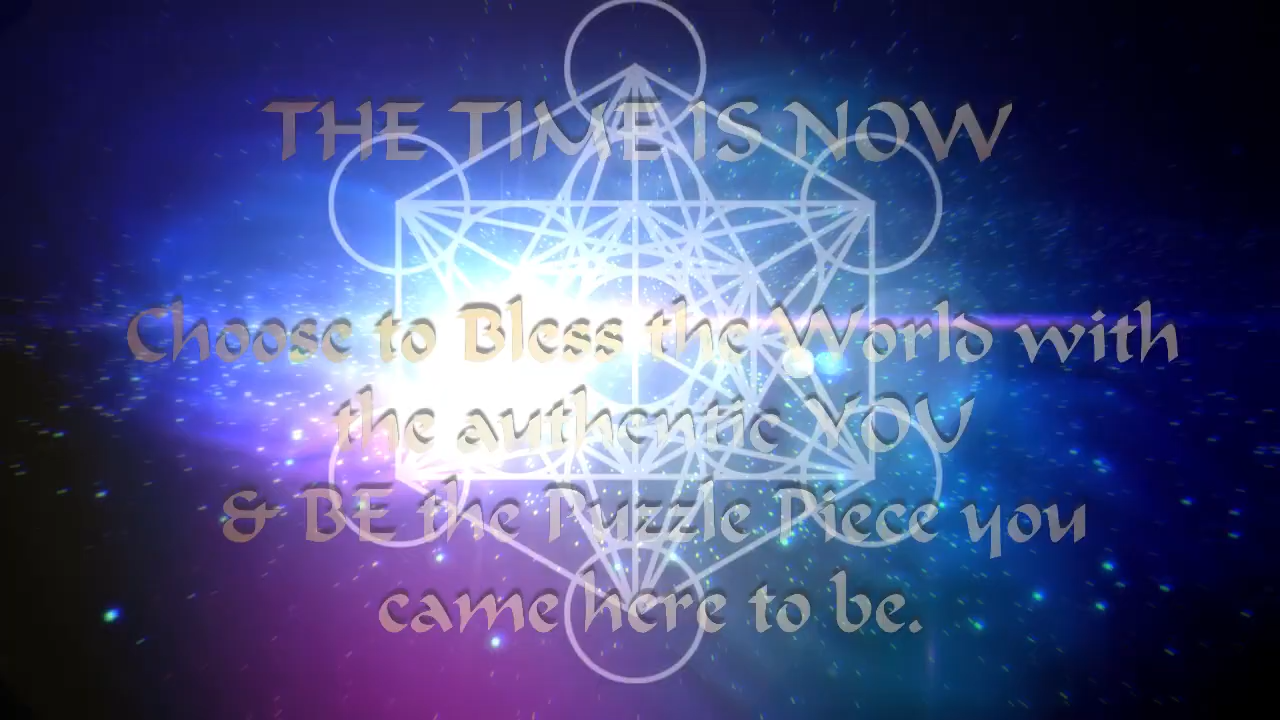 THE TIME IS NOW
Choose to Bless the World with
the authentic YOU
& BE the Puzzle Piece you
came here to be.